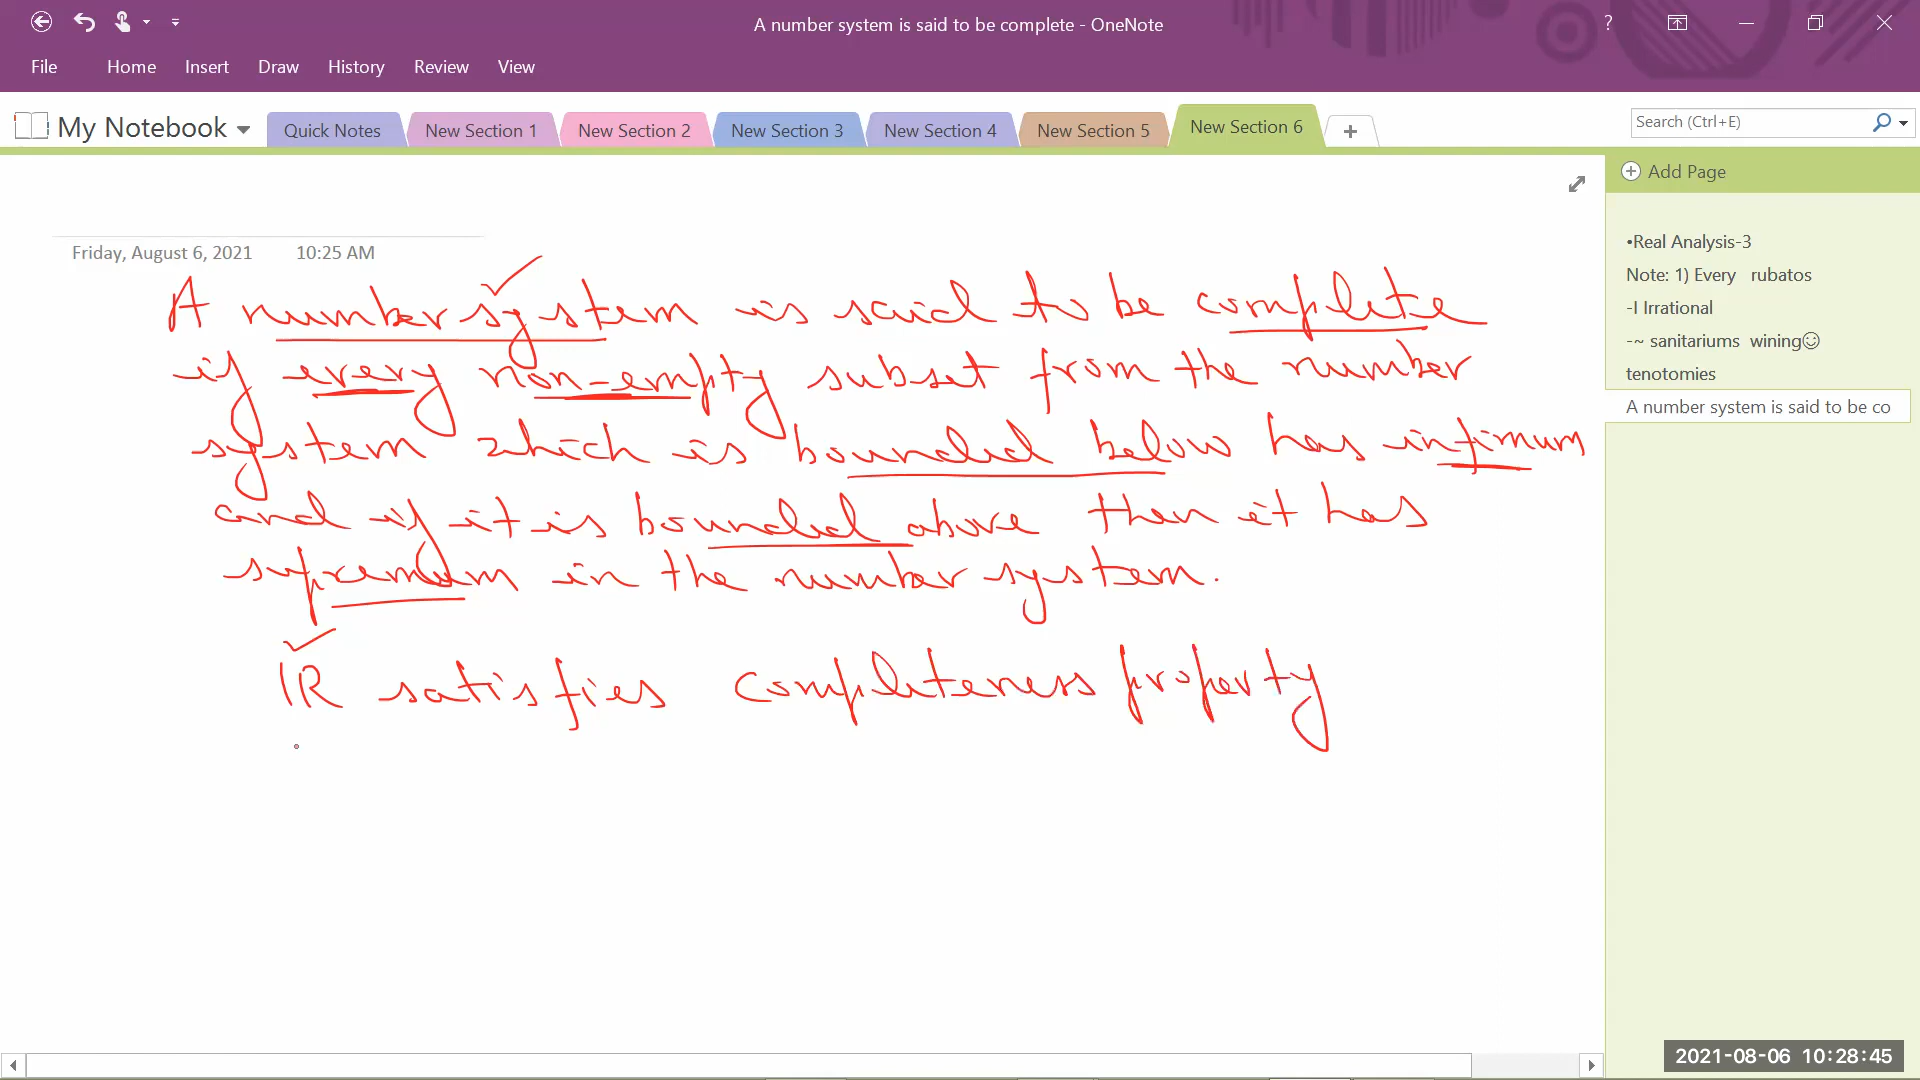 A number system is said to be complete - OneNote
?
File Home Insert Draw History Review View
My Notebook Quick Notes New Section 1 New Section 2 New Section 3 New Section 4 New Section 5 New Section 6 +
Search (Ctrl+E)
Add Page
Friday, August 6, 2021 10:25 AM
A number system is said to be complete
if every non-empty subset from the number
system which is bounded below has infimum
and if it is bounded above then it has
supremum in the number system.
IR satisfies completeness property
•Real Analysis-3
Note: 1) Every rubatos
-I Irrational
-~ sanitariums wining☺
tenotomies
A number system is said to be co
2021-08-06 10:28:45